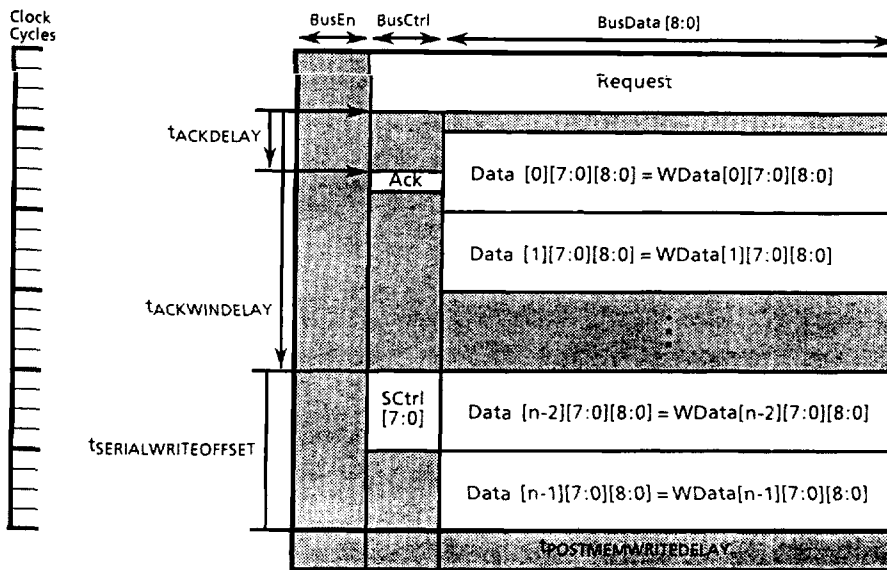 Clock
Cycles
BusEn
BusCtrl
BusData [8:0]
Request
tACKDELAY
Ack
Data [0][7:0][8:0] = WData[0][7:0][8:0]
Data [1][7:0][8:0] = WData[1][7:0][8:0]
tACKWINDELAY
SCtrl
[7:0]
Data [n-2][7:0][8:0] = WData[n-2][7:0][8:0]
tSERIALWRITEOFFSET
Data [n-1][7:0][8:0] = WData[n-1][7:0][8:0]
tPOSTMEMWRITEDELAY